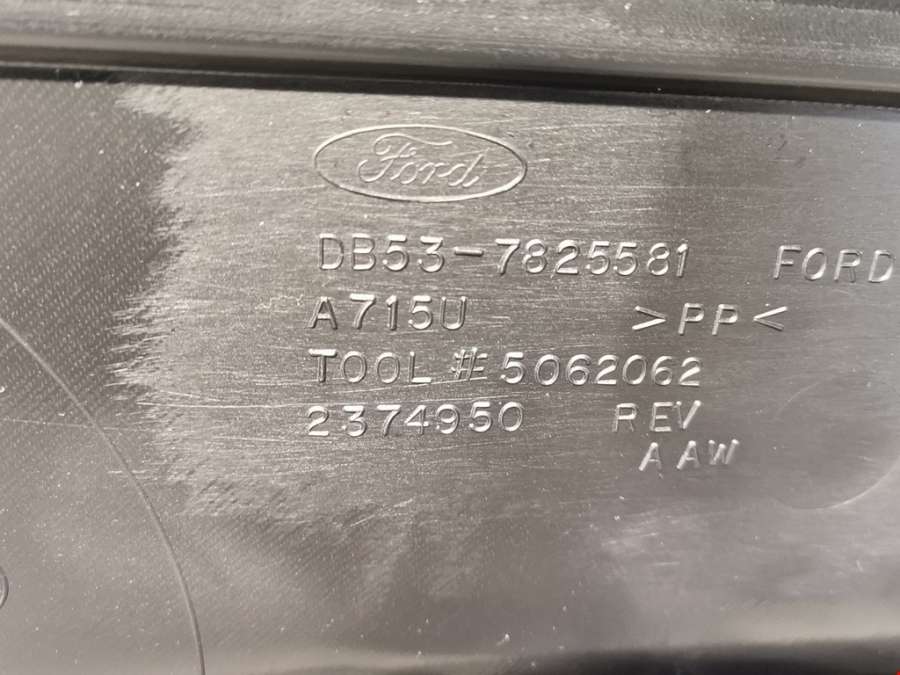 Ford
DB53-7825581 FORD
A715U >PP<
TOOL # 5062062
2374950 REV
AAW